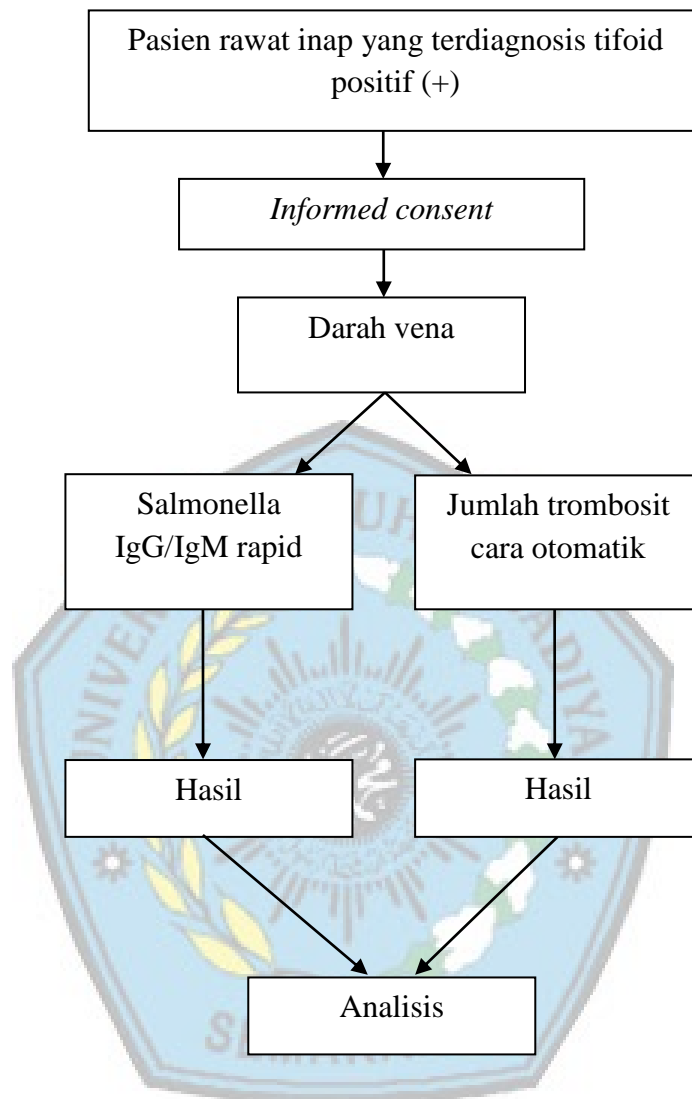 Pasien rawat inap yang terdiagnosis tifoid
positif (+)
Informed consent
Darah vena
Salmonella
IgG/IgM rapid
Jumlah trombosit
cara otomatik
Hasil
Hasil
Analisis